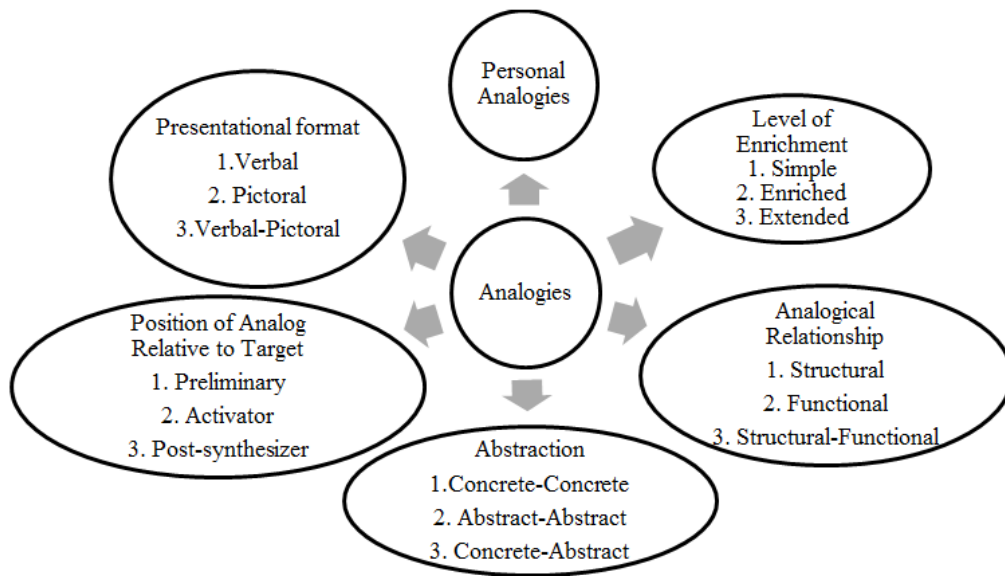 Personal
Analogies
Presentational format
1.Verbal
2. Pictoral
3.Verbal-Pictoral
Level of
Enrichment
1. Simple
2. Enriched
3. Extended
Analogies
Position of Analog
Relative to Target
1. Preliminary
2. Activator
3. Post-synthesizer
Analogical
Relationship
1. Structural
2. Functional
3. Structural-Functional
Abstraction
1.Concrete-Concrete
2. Abstract-Abstract
3. Concrete-Abstract